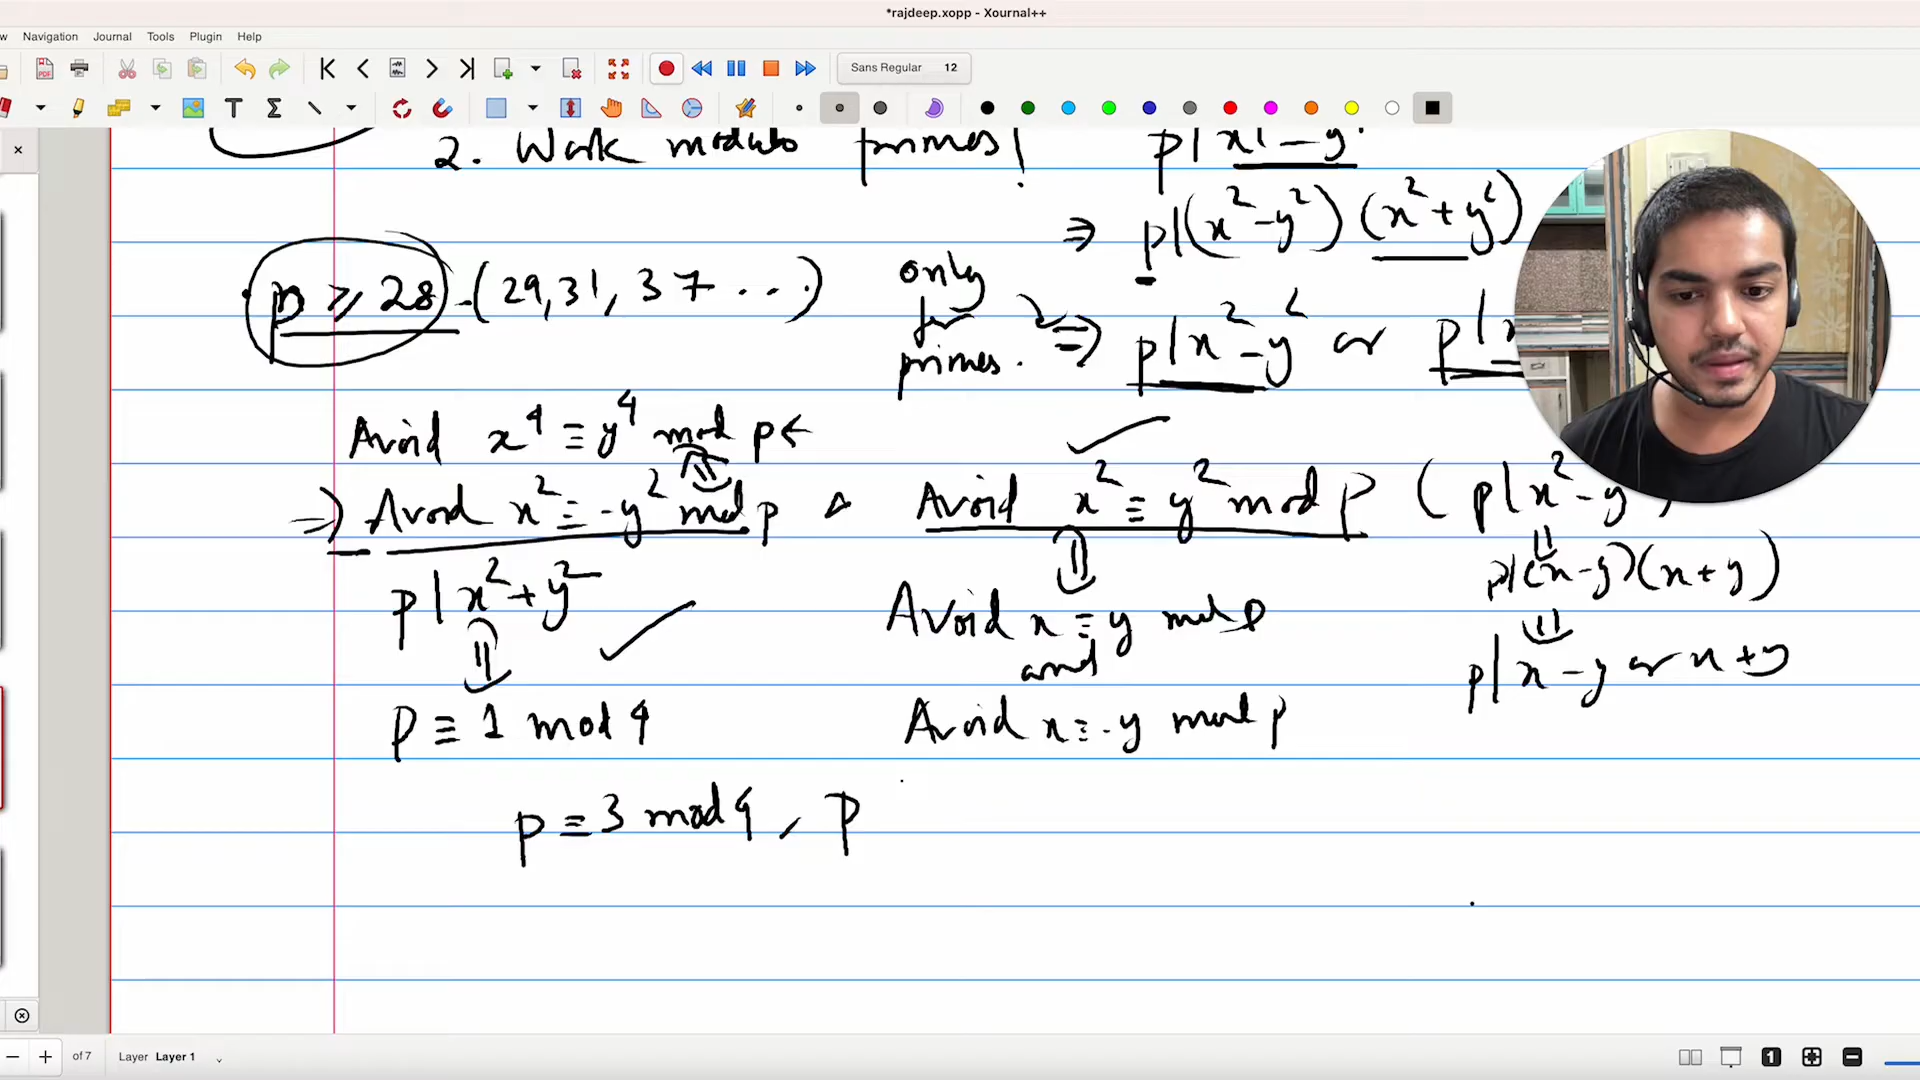 *rajdeep.xopp - Xournal++
Navigation Journal Tools Plugin Help
Sans Regular 12
2. Work modulo primes!
p | x⁴ - y⁴
⇒ p | (x² - y²) (x² + y²)
p ≥ 28 - (29, 31, 37 ...)
only for primes.
⇒ p | x² - y² or p |
Avoid x⁴ ≡ y⁴ mod p ←
⇒ Avoid x² ≡ -y² mod p & Avoid x² ≡ y² mod p ( p | x² - y
p | x² + y²
p | (x - y)(x + y)
Avoid x ≡ y mod p
and
p | x - y or x + y
p ≡ 1 mod 4
Avoid x ≡ -y mod p
p ≡ 3 mod 4 , p
of 7 Layer Layer 1